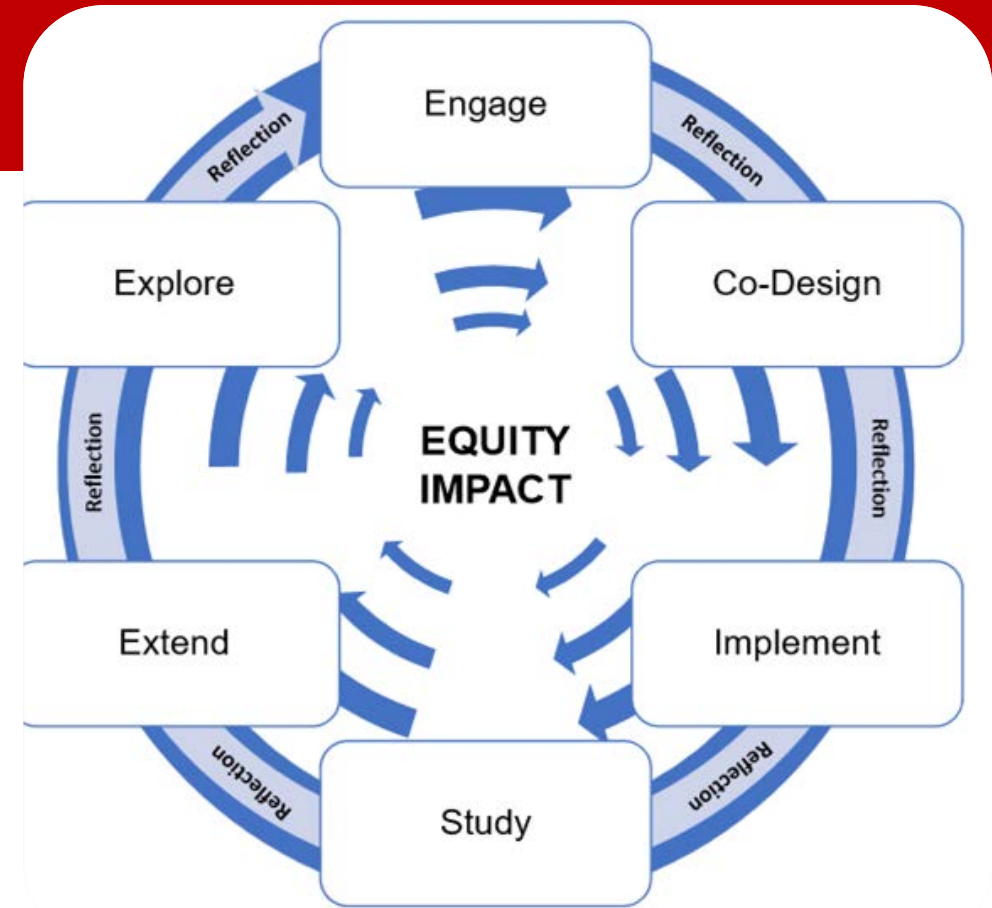 Engage
Reflection
Co-Design
Reflection
Implement
Reflection
Study
Reflection
Extend
Reflection
Explore
Reflection
EQUITY
IMPACT